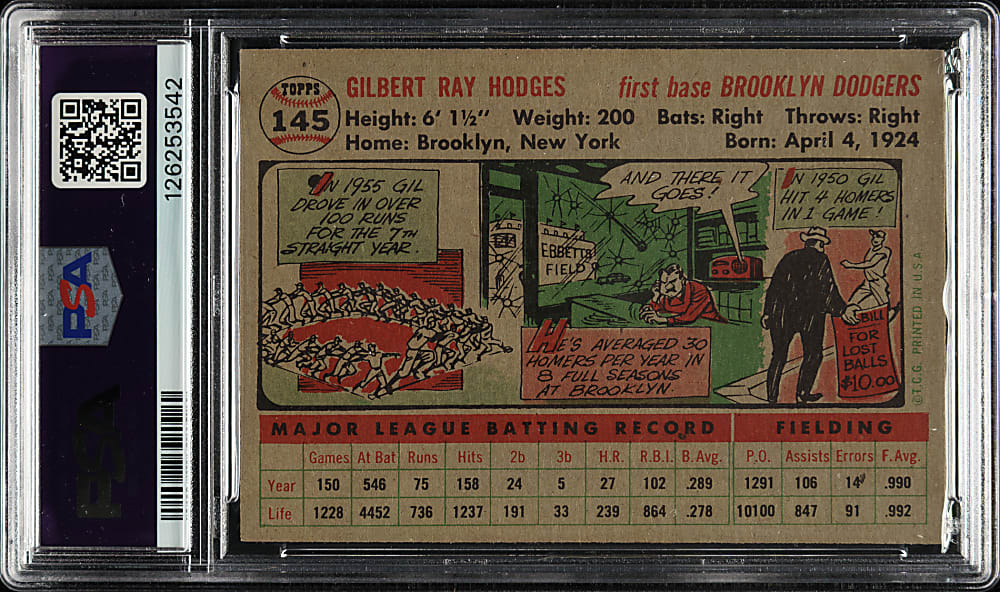 126253542
PSA
PSA
TOPPS
145
GILBERT RAY HODGES first base BROOKLYN DODGERS
Height: 6' 1½" Weight: 200 Bats: Right Throws: Right
Home: Brooklyn, New York Born: April 4, 1924
IN 1955 GIL
DROVE IN OVER
100 RUNS
FOR THE 7TH
STRAIGHT YEAR.
EBBETTS
FIELD
AND THERE IT
GOES!
HE'S AVERAGED 30
HOMERS PER YEAR IN
8 FULL SEASONS
AT BROOKLYN.
IN 1950 GIL
HIT 4 HOMERS
IN 1 GAME!
BILL
FOR
LOST
BALLS
$10.00
©T.C.G. PRINTED IN U.S.A
MAJOR LEAGUE BATTING RECORD FIELDING
Games At Bat Runs Hits 2b 3b H.R. R.B.I. B. Avg. P.O. Assists Errors F. Avg.
Year 150 546 75 158 24 5 27 102 .289 1291 106 14 .990
Life 1228 4452 736 1237 191 33 239 864 .278 10100 847 91 .992